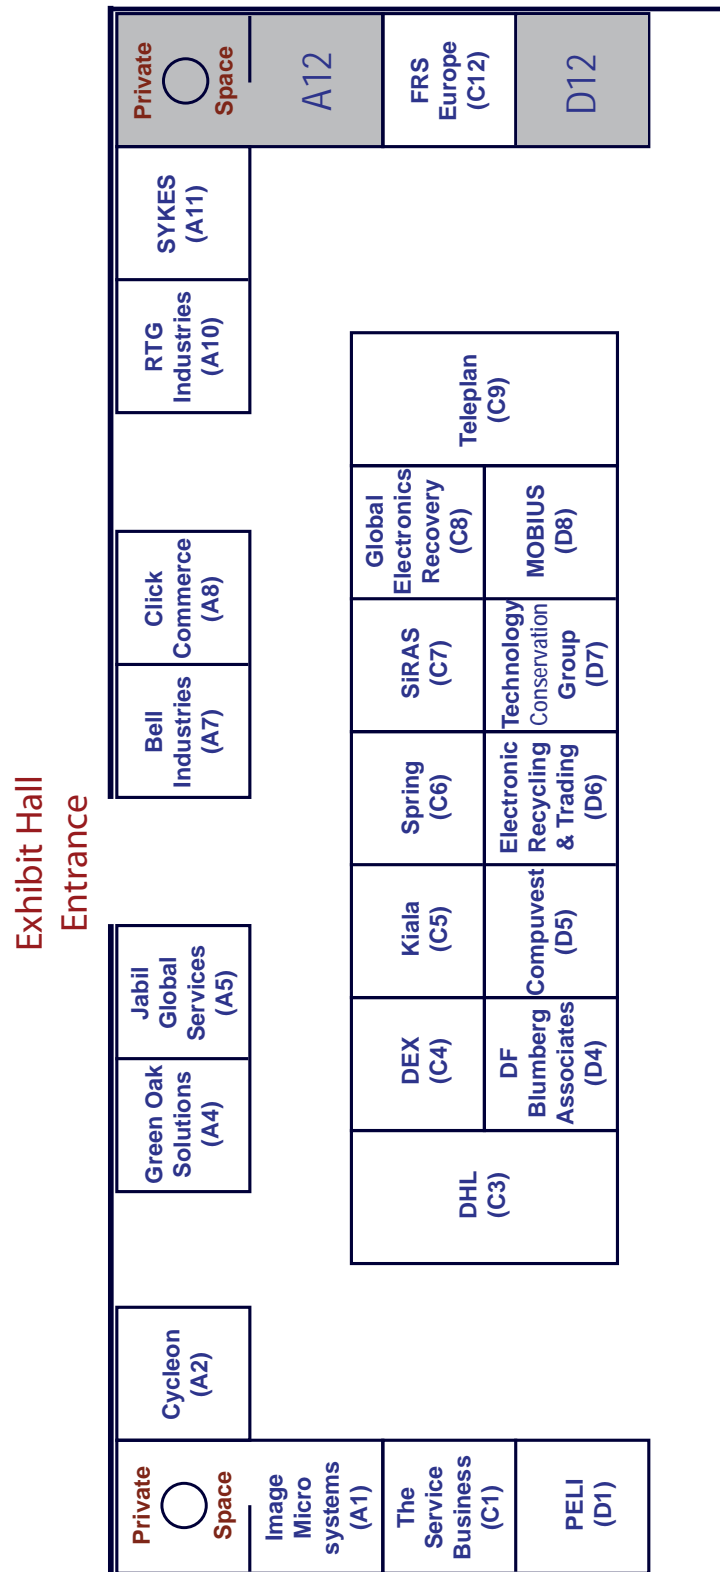 Exhibit Hall
Entrance
Private
Space
A12
FRS
Europe
(C12)
D12
SYKES
(A11)
RTG
Industries
(A10)
Teleplan
(C9)
Click
Commerce
(A8)
Global
Electronics
Recovery
(C8)
MOBIUS
(D8)
Bell
Industries
(A7)
SiRAS
(C7)
Technology
Conservation
Group
(D7)
Spring
(C6)
Electronic
Recycling
& Trading
(D6)
Jabil
Global
Services
(A5)
Kiala
(C5)
Compuvest
(D5)
Green Oak
Solutions
(A4)
DEX
(C4)
DF
Blumberg
Associates
(D4)
DHL
(C3)
Cycleon
(A2)
Private
Space
Image
Micro
systems
(A1)
The
Service
Business
(C1)
PELI
(D1)